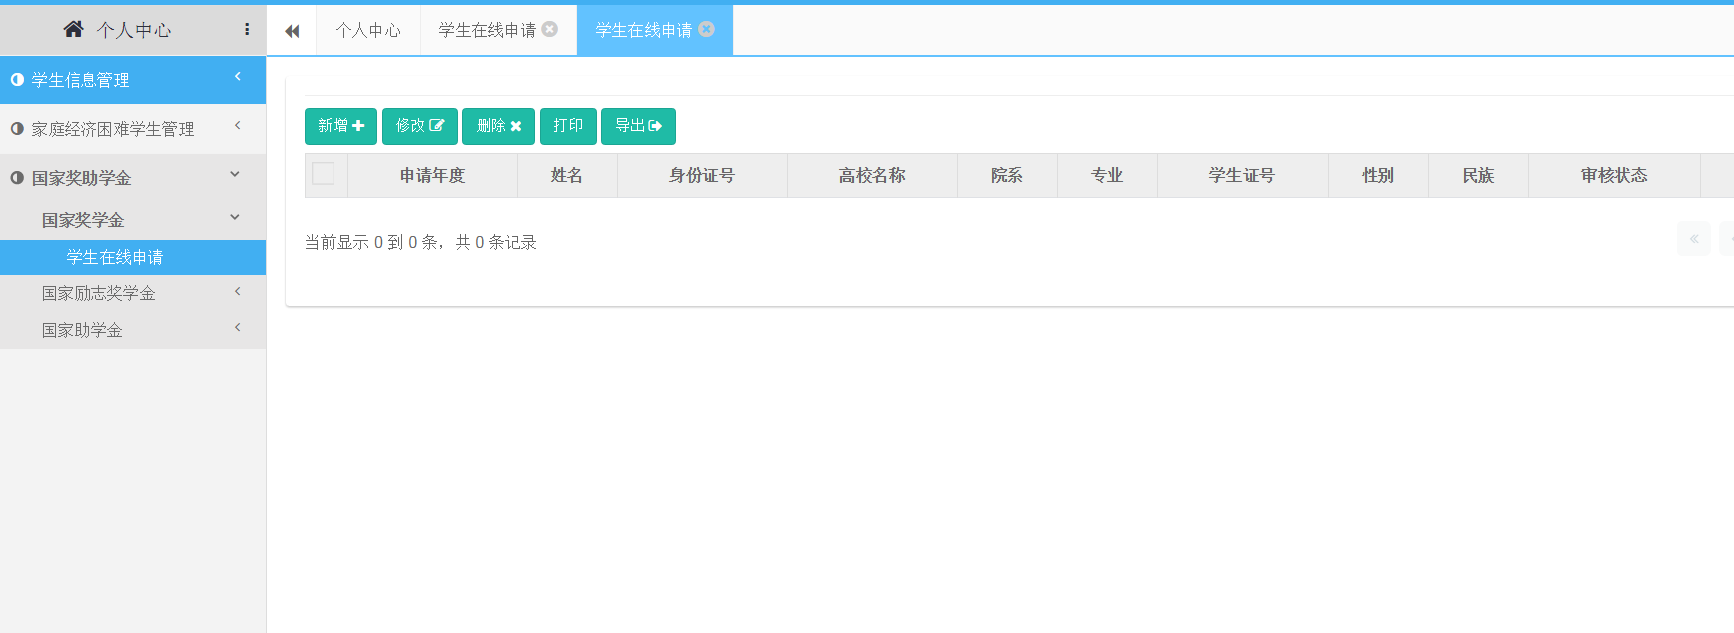 个人中心
个人中心 学生在线申请 学生在线申请
学生信息管理
家庭经济困难学生管理
国家奖助学金
国家奖学金
学生在线申请
国家励志奖学金
国家助学金
新增 修改 删除 打印 导出
申请年度 姓名 身份证号 高校名称 院系 专业 学生证号 性别 民族 审核状态
当前显示 0 到 0 条，共 0 条记录